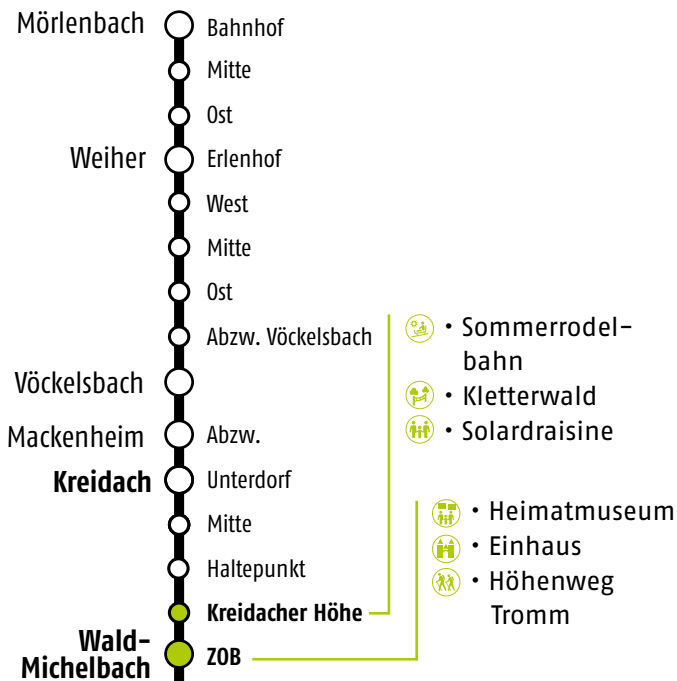 Mörlenbach Bahnhof
Mitte
Ost
Weiher Erlenhof
West
Mitte
Ost
Abzw. Vöckelsbach
Vöckelsbach
Mackenheim Abzw.
Kreidach Unterdorf
Mitte
Haltepunkt
Kreidacher Höhe
Wald-
Michelbach ZOB
• Sommerrodel-
bahn
• Kletterwald
• Solardraisine
• Heimatmuseum
• Einhaus
• Höhenweg
Tromm